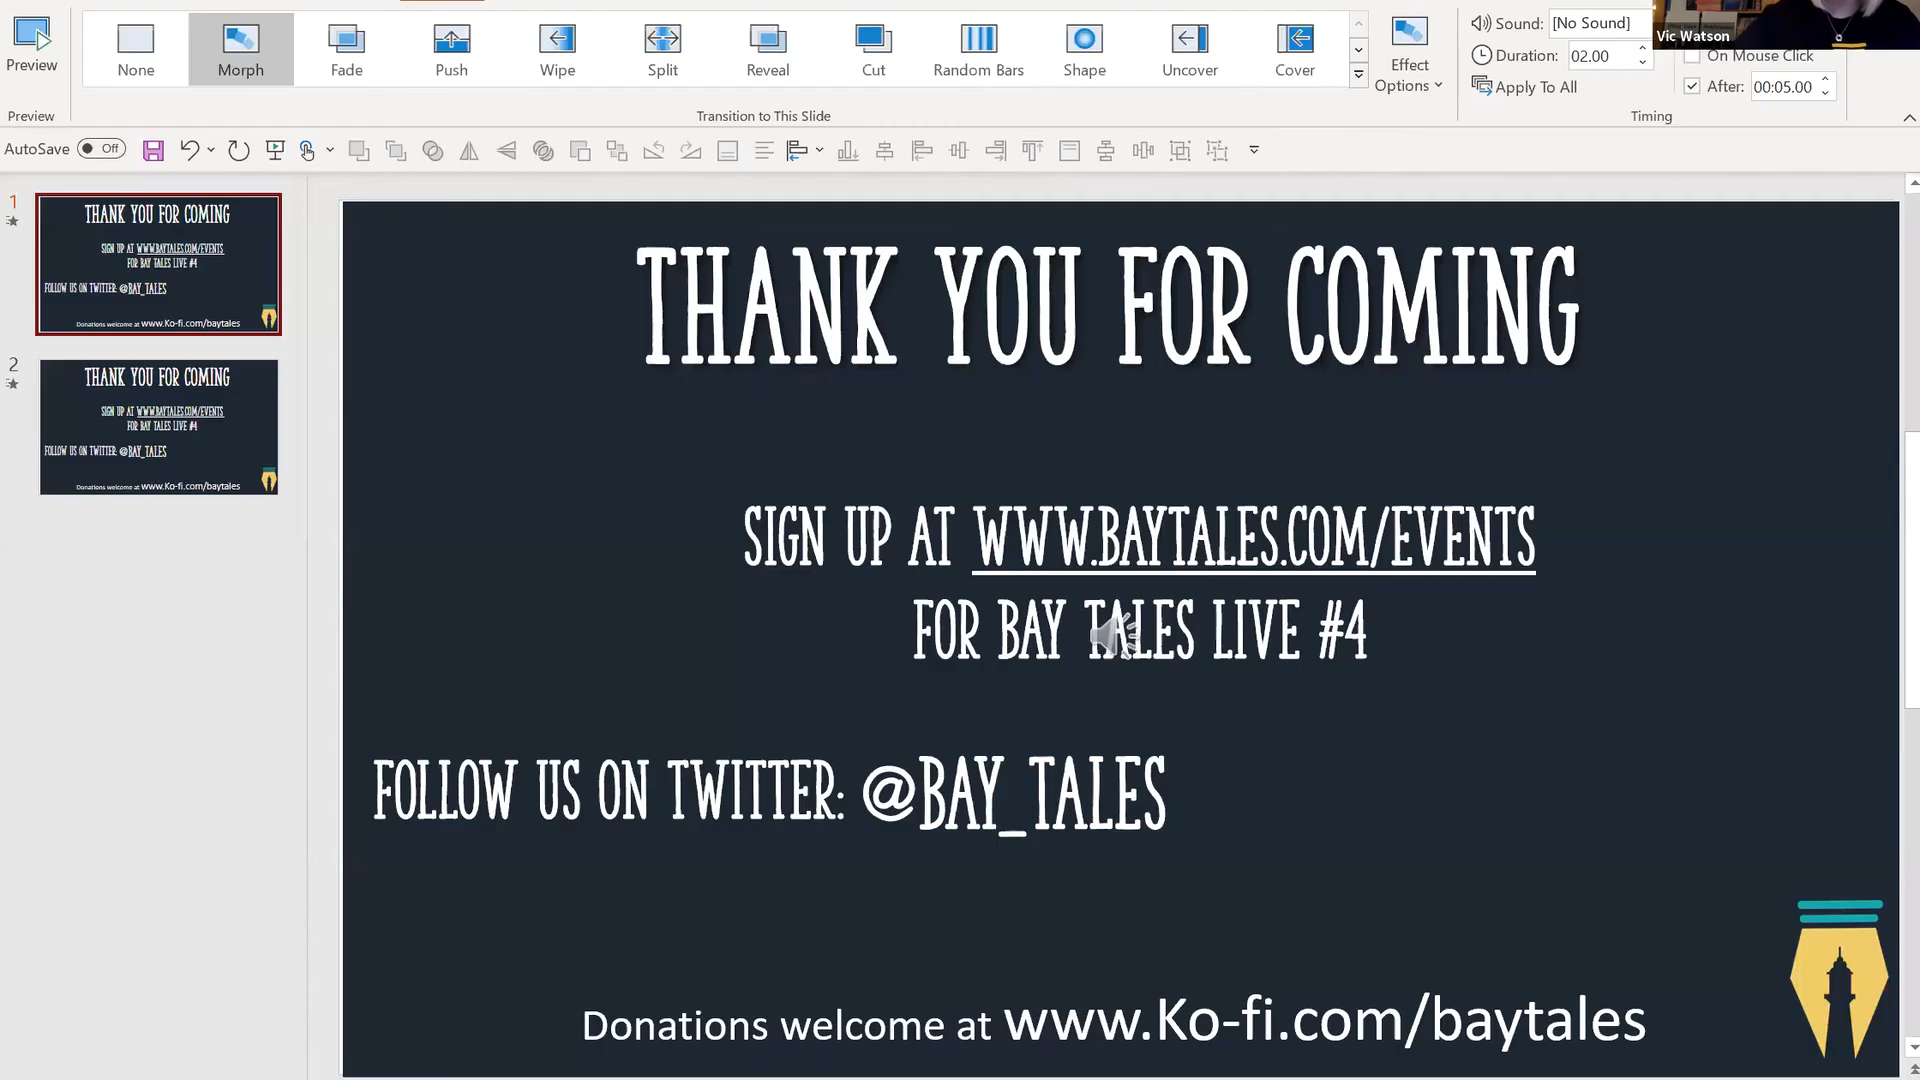 Preview
None
Morph
Fade
Push
Wipe
Split
Reveal
Cut
Random Bars
Shape
Uncover
Cover
Effect
Options
Sound: [No Sound]
Duration: 02.00
Apply To All
Vic Watson
On Mouse Click
After: 00:05.00
Preview
Transition to This Slide
Timing
AutoSave Off
1
THANK YOU FOR COMING
SIGN UP AT WWW.BAYTALES.COM/EVENTS
FOR BAY TALES LIVE #4
FOLLOW US ON TWITTER: @BAY_TALES
Donations welcome at www.Ko-fi.com/baytales
2
THANK YOU FOR COMING
SIGN UP AT WWW.BAYTALES.COM/EVENTS
FOR BAY TALES LIVE #4
FOLLOW US ON TWITTER: @BAY_TALES
Donations welcome at www.Ko-fi.com/baytales
THANK YOU FOR COMING
SIGN UP AT WWW.BAYTALES.COM/EVENTS
FOR BAY TALES LIVE #4
FOLLOW US ON TWITTER: @BAY_TALES
Donations welcome at www.Ko-fi.com/baytales